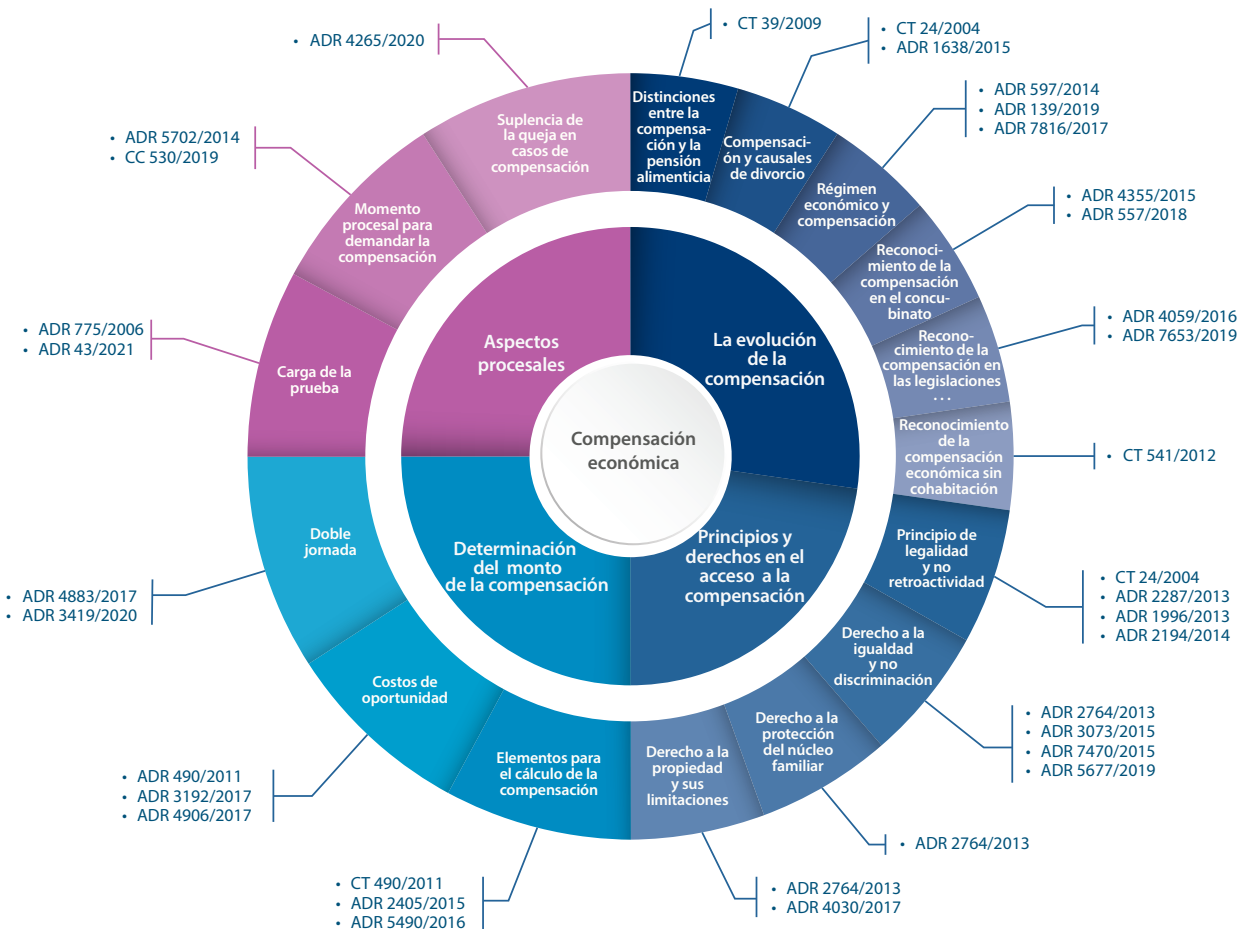 Compensación
económica
La evolución
de la
compensación
Distinciones
entre la
compensa-
ción y la
pensión
alimenticia
• CT 39/2009
Compensaci-
ón y causales
de divorcio
• CT 24/2004
• ADR 1638/2015
Régimen
económico y
compensación
• ADR 597/2014
• ADR 139/2019
• ADR 7816/2017
Reconoci-
miento de la
compensación
en el concu-
binato
• ADR 4355/2015
• ADR 557/2018
Recono-
cimiento de la
compensación en
las legislaciones
...
• ADR 4059/2016
• ADR 7653/2019
Reconocimiento
de la
compensación
económica sin
cohabitación
• CT 541/2012
Principios y
derechos en el
acceso a la
compensación
Principio de
legalidad
y no
retroactividad
• CT 24/2004
• ADR 2287/2013
• ADR 1996/2013
• ADR 2194/2014
Derecho a la
igualdad
y no
discriminación
• ADR 2764/2013
• ADR 3073/2015
• ADR 7470/2015
• ADR 5677/2019
Derecho a la
protección
del núcleo
familiar
• ADR 2764/2013
Derecho a la
propiedad
y sus
limitaciones
• ADR 2764/2013
• ADR 4030/2017
Determinación
del monto
de la compensación
Elementos para
el cálculo de la
compensación
• CT 490/2011
• ADR 2405/2015
• ADR 5490/2016
Costos de
oportunidad
• ADR 490/2011
• ADR 3192/2017
• ADR 4906/2017
Doble
jornada
• ADR 4883/2017
• ADR 3419/2020
Aspectos
procesales
Carga de la
prueba
• ADR 775/2006
• ADR 43/2021
Momento
procesal para
demandar la
compensación
• ADR 5702/2014
• CC 530/2019
Suplencia de
la queja en
casos de
compensación
• ADR 4265/2020